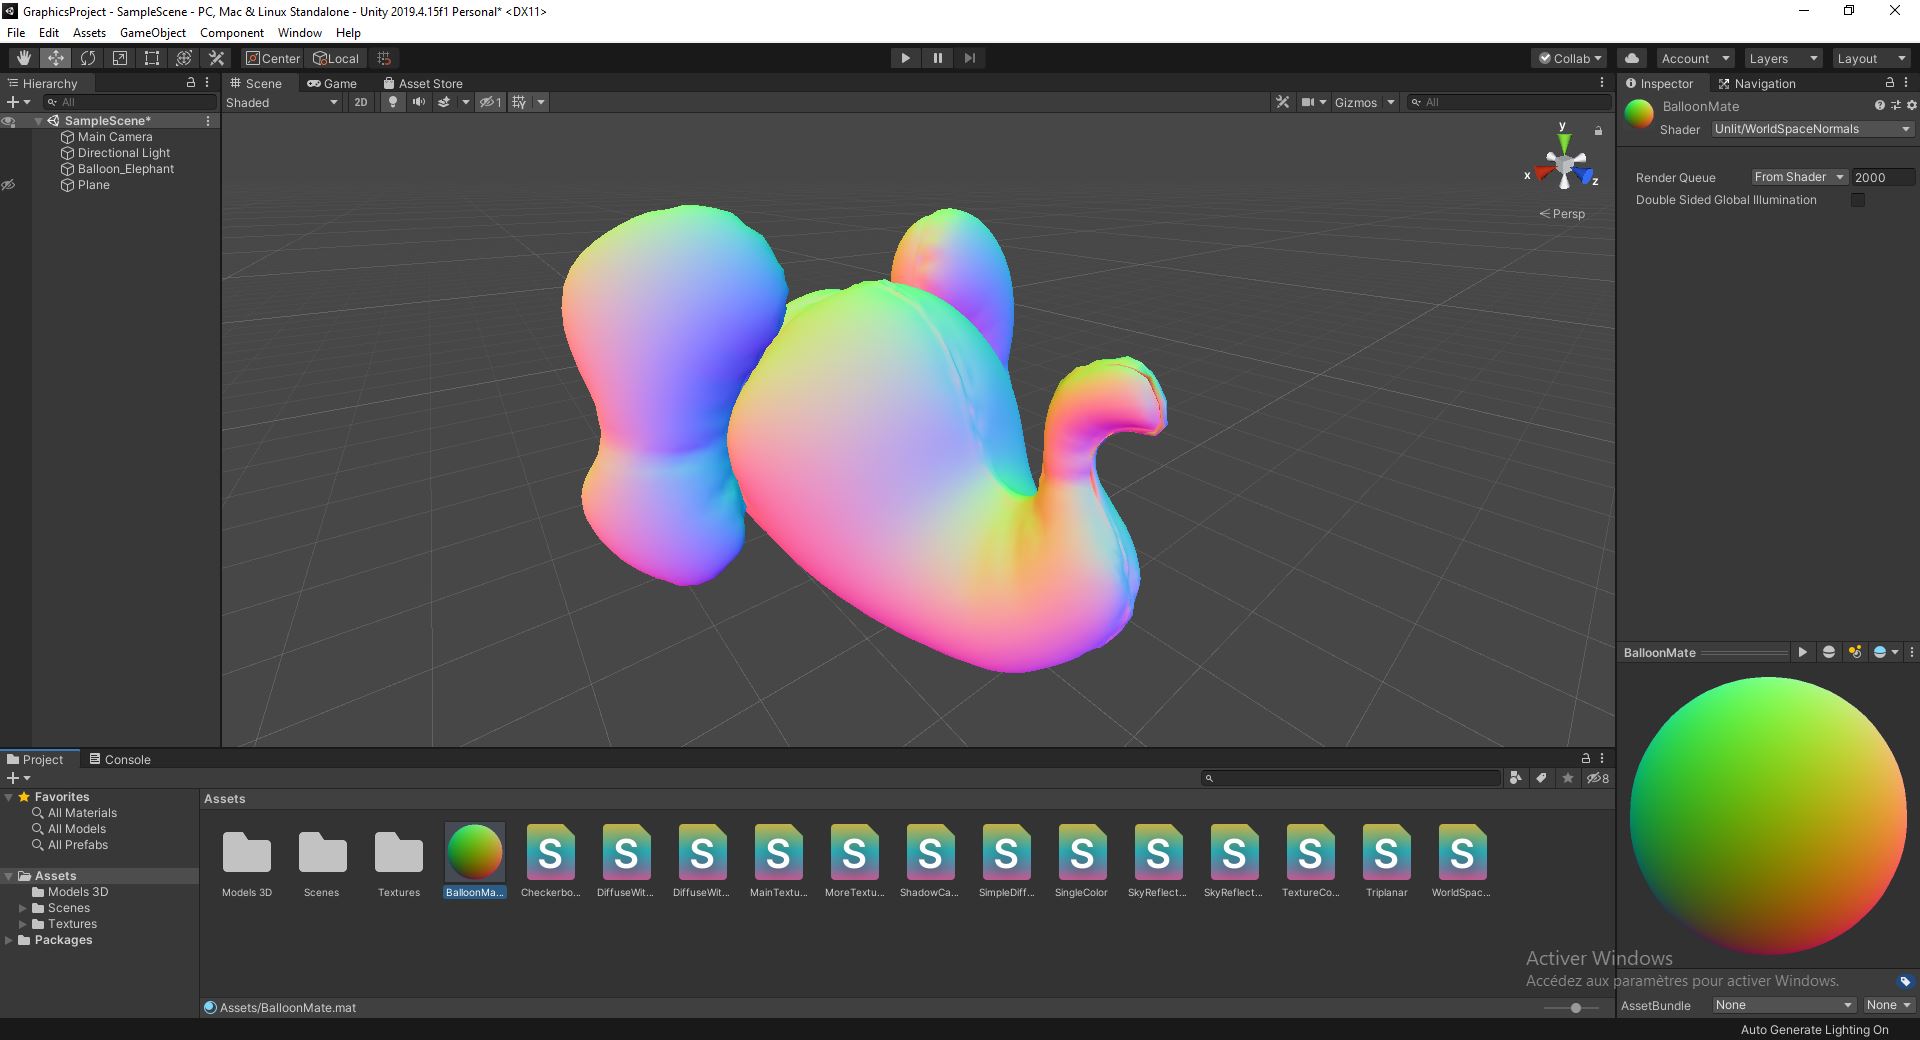 GraphicsProject - SampleScene - PC, Mac & Linux Standalone - Unity 2019.4.15f1 Personal* <DX11>
File Edit Assets GameObject Component Window Help
Center Local Collab Account Layers Layout
Hierarchy
All
SampleScene*
Main Camera
Directional Light
Balloon_Elephant
Plane
Scene Game Asset Store
Shaded 2D 1 Gizmos All
y
x
z
Persp
Inspector Navigation
BalloonMate
Shader Unlit/WorldSpaceNormals
Render Queue From Shader 2000
Double Sided Global Illumination
BalloonMate
Project Console
8
Favorites
All Materials
All Models
All Prefabs
Assets
Models 3D
Scenes
Textures
Packages
Assets
S S S S S S S S S S S S S
Models 3D Scenes Textures BalloonMa... Checkerbo... DiffuseWit... DiffuseWit... MainTextu... MoreTextu... ShadowCa... SimpleDiff... SingleColor SkyReflect... SkyReflect... TextureCo... Triplanar WorldSpac...
Assets/BalloonMate.mat
Activer Windows
Accédez aux paramètres pour activer Windows.
AssetBundle None None
Auto Generate Lighting On